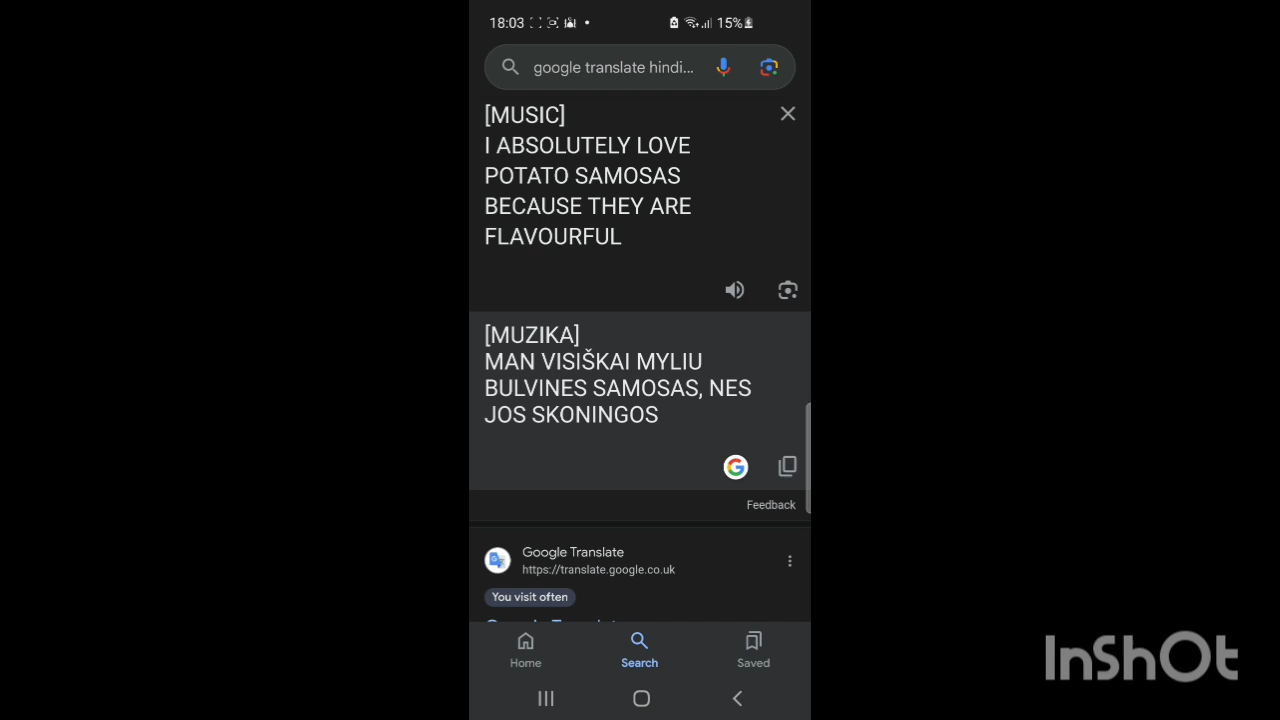 18:03 15%
google translate hindi...
[MUSIC]
I ABSOLUTELY LOVE
POTATO SAMOSAS
BECAUSE THEY ARE
FLAVOURFUL
[MUZIKA]
MAN VISIŠKAI MYLIU
BULVINES SAMOSAS, NES
JOS SKONINGOS
G
Feedback
Google Translate
https://translate.google.co.uk
You visit often
Home Search Saved
InShOt